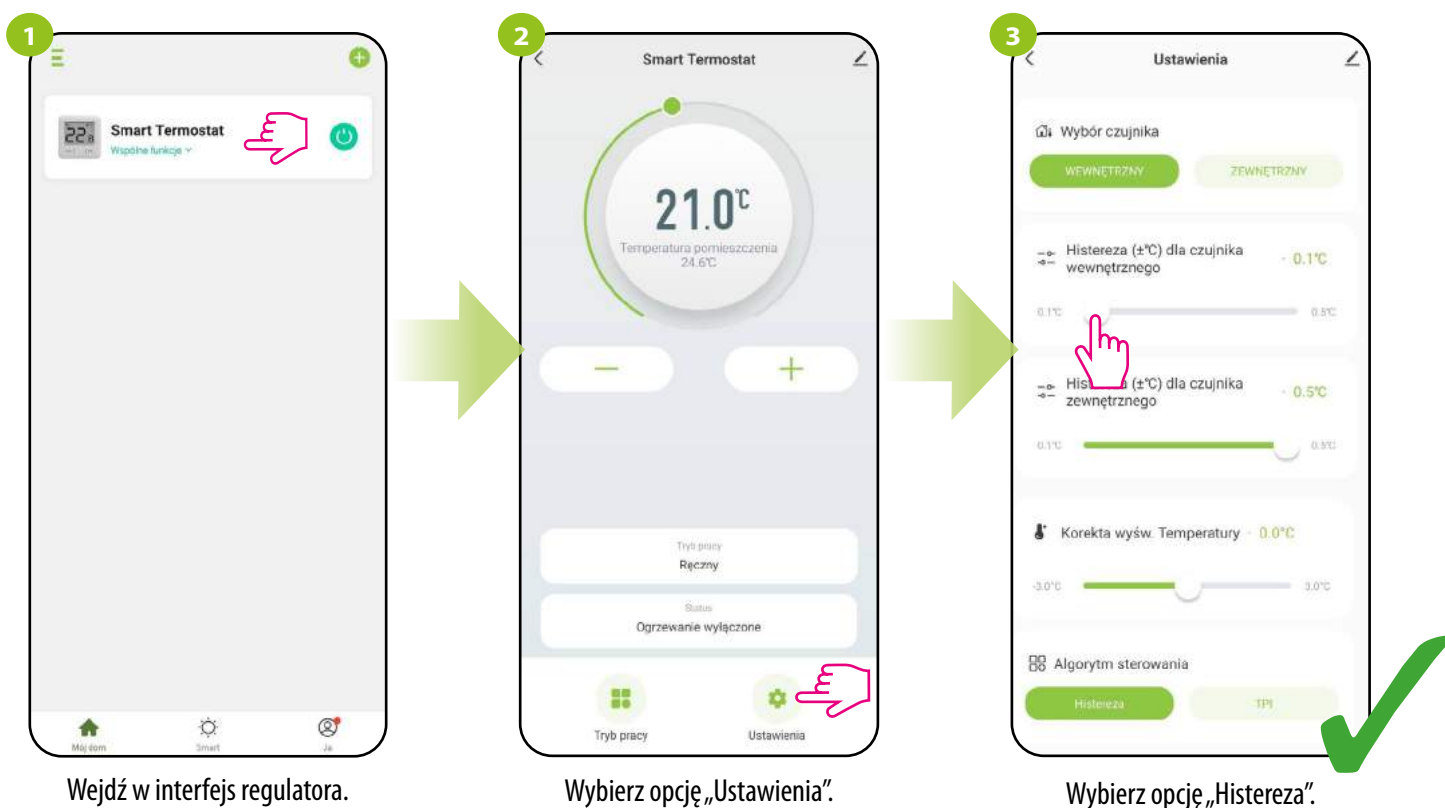 1
Smart Termostat
Wspólne funkcje
Mój dom
Smart
Ja
Wejdź w interfejs regulatora.
2
Smart Termostat
21.0°C
Temperatura pomieszczenia
24.6°C
Tryb pracy
Ręczny
Status
Ogrzewanie wyłączone
Tryb pracy
Ustawienia
Wybierz opcję „Ustawienia”.
3
Ustawienia
Wybór czujnika
WEWNĘTRZNY
ZEWNĘTRZNY
Histereza (±°C) dla czujnika
wewnętrznego
· 0.1°C
0.1°C
0.5°C
(±°C) dla czujnika
zewnętrznego
· 0.5°C
0.1°C
0.5°C
Korekta wyśw. Temperatury · 0.0°C
-3.0°C
3.0°C
Algorytm sterowania
Histereza
TPI
Wybierz opcję „Histereza”.